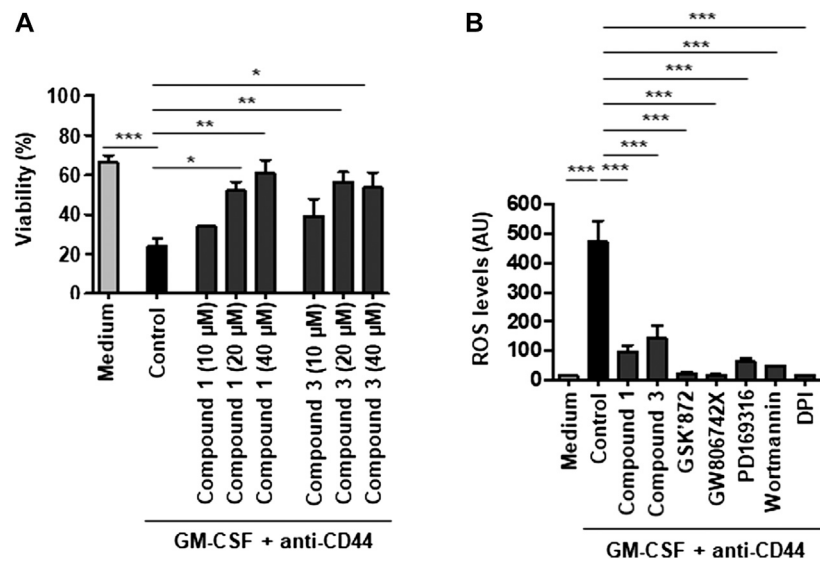 A
Viability (%)
100
80
60
40
20
0
***
*
**
**
*
Medium
Control
Compound 1 (10 µM)
Compound 1 (20 µM)
Compound 1 (40 µM)
Compound 3 (10 µM)
Compound 3 (20 µM)
Compound 3 (40 µM)
GM-CSF + anti-CD44
B
***
***
***
***
***
***
***
***
ROS levels (AU)
600
500
400
300
200
100
0
Medium
Control
Compound 1
Compound 3
GSK'872
GW806742X
PD169316
Wortmannin
DPI
GM-CSF + anti-CD44